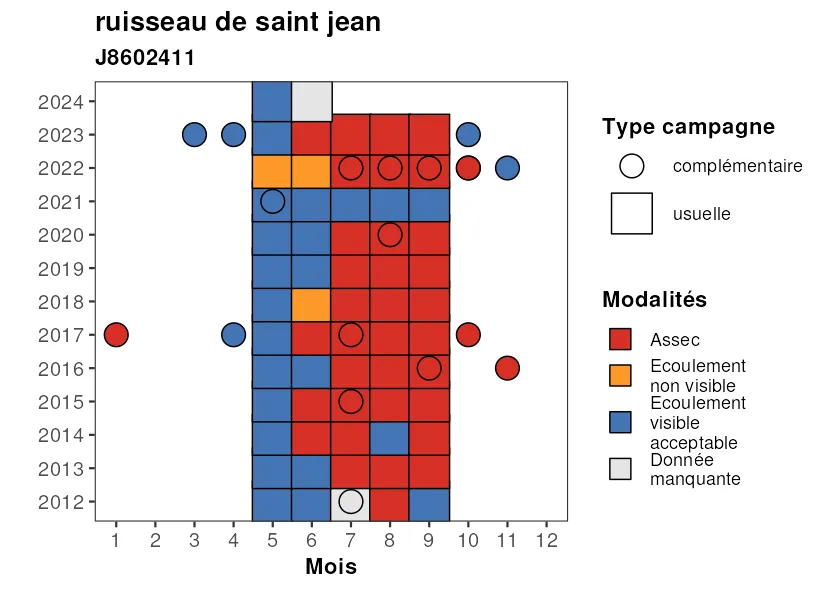 ruisseau de saint jean
J8602411
2024
2023
2022
2021
2020
2019
2018
2017
2016
2015
2014
2013
2012
1 2 3 4 5 6 7 8 9 10 11 12
Mois
Type campagne
complémentaire
usuelle
Modalités
Assec
Ecoulement
non visible
Ecoulement
visible
acceptable
Donnée
manquante